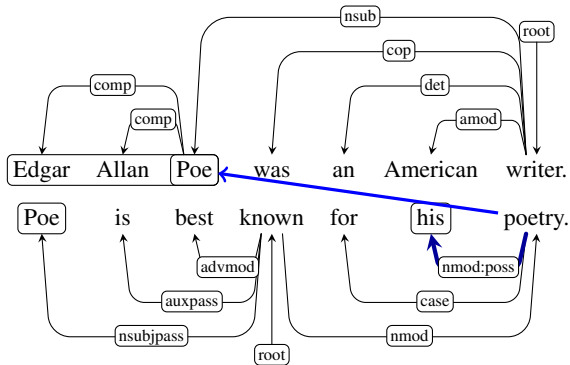 nsub
root
cop
comp
det
comp
amod
Edgar Allan Poe was an American writer.
Poe is best known for his poetry.
advmod
nmod:poss
auxpass
case
nsubjpass
nmod
root